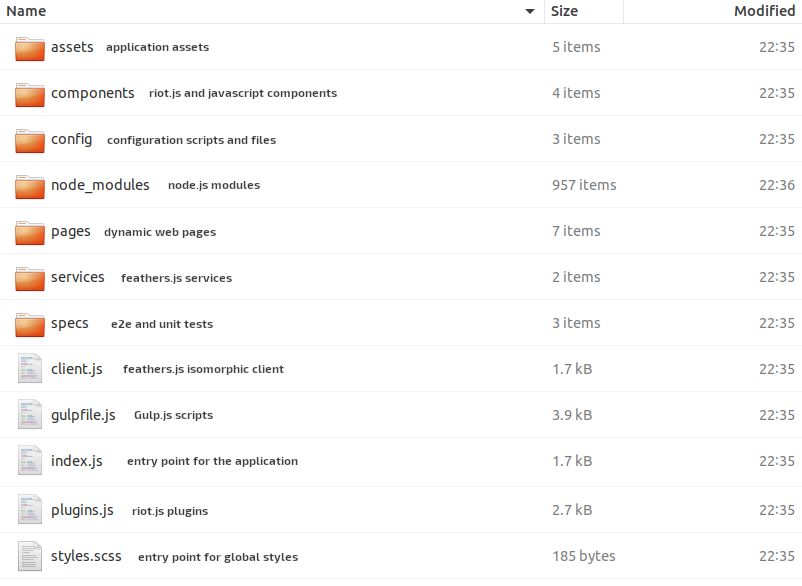 Name Size Modified
assets application assets 5 items 22:35
components riot.js and javascript components 4 items 22:35
config configuration scripts and files 3 items 22:35
node_modules node.js modules 957 items 22:36
pages dynamic web pages 7 items 22:35
services feathers.js services 2 items 22:35
specs e2e and unit tests 3 items 22:35
client.js feathers.js isomorphic client 1.7 kB 22:35
gulpfile.js Gulp.js scripts 3.9 kB 22:35
index.js entry point for the application 1.7 kB 22:35
plugins.js riot.js plugins 2.7 kB 22:35
styles.scss entry point for global styles 185 bytes 22:35